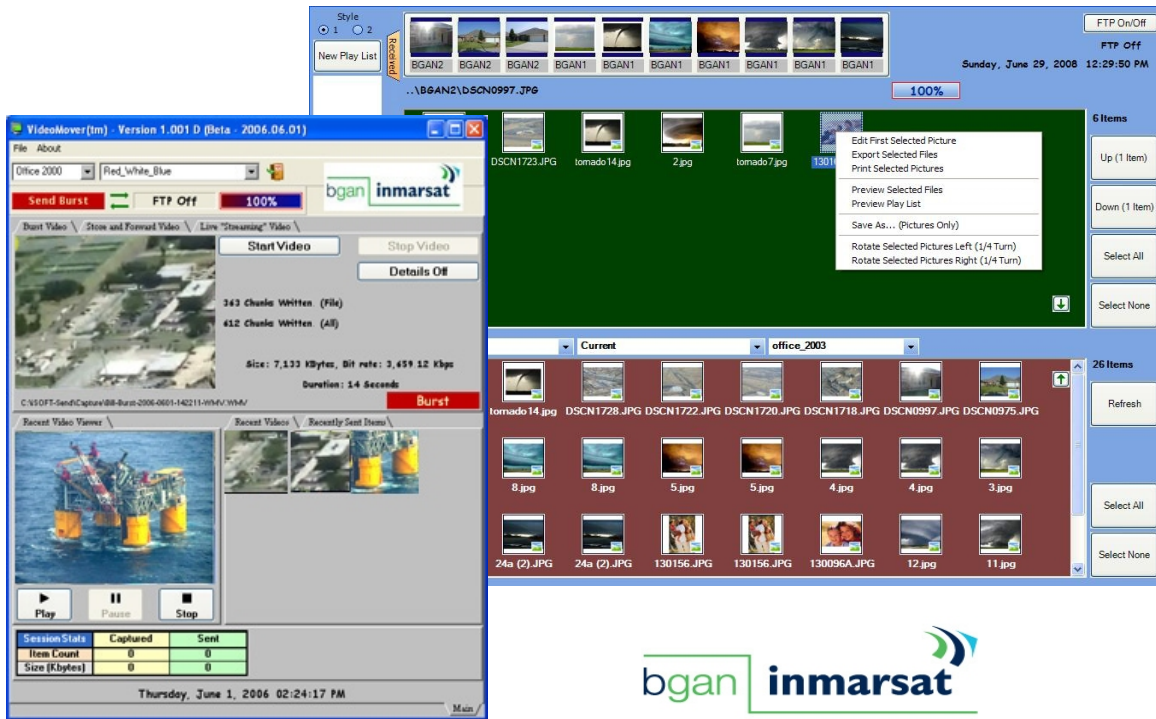 Style
1 2
New Play List
Received
BGAN2 BGAN2 BGAN2 BGAN1 BGAN1 BGAN1 BGAN1 BGAN1 BGAN1 BGAN1
FTP On/Off
FTP Off
Sunday, June 29, 2008 12:29:50 PM
..\BGAN2\DSCN0997.JPG
100%
6 Items
DSCN1723.JPG tornado14.jpg 2.jpg tornado7.jpg
Edit First Selected Picture
Export Selected Files
Print Selected Pictures
Preview Selected Files
Preview Play List
Save As... (Pictures Only)
Rotate Selected Pictures Left (1/4 Turn)
Rotate Selected Pictures Right (1/4 Turn)
Up (1 Item)
Down (1 Item)
Select All
Select None
Current office_2003
26 Items
tornado14.jpg DSCN1728.JPG DSCN1722.JPG DSCN1720.JPG DSCN1718.JPG DSCN0997.JPG DSCN0975.JPG
Refresh
8.jpg 8.jpg 5.jpg 5.jpg 4.jpg 4.jpg 3.jpg
Select All
24a (2).JPG 24a (2).JPG 130156.JPG 130156.JPG 130096A.JPG 12.jpg 11.jpg
Select None
VideoMover(tm) - Version 1.001 D (Beta - 2006.06.01)
File About
Office 2000 Red_White_Blue
bgan inmarsat
Send Burst FTP Off 100%
Burst Video Store and Forward Video Live "Streaming" Video
Start Video Stop Video
Details Off
363 Chunks Written (File)
612 Chunks Written (All)
Size: 7,133 KBytes, Bit rate: 3,659.12 Kbps
Duration: 14 Seconds
C:\ISOFT-Send\Capture\Bill-Burst-2006-0601-142211-WMV.WMV
Burst
Recent Video Viewer Recent Videos Recently Sent Items
Play Pause Stop
Session Stats Captured Sent
Item Count 0 0
Size (Kbytes) 0 0
Thursday, June 1, 2006 02:24:17 PM
Main
bgan inmarsat